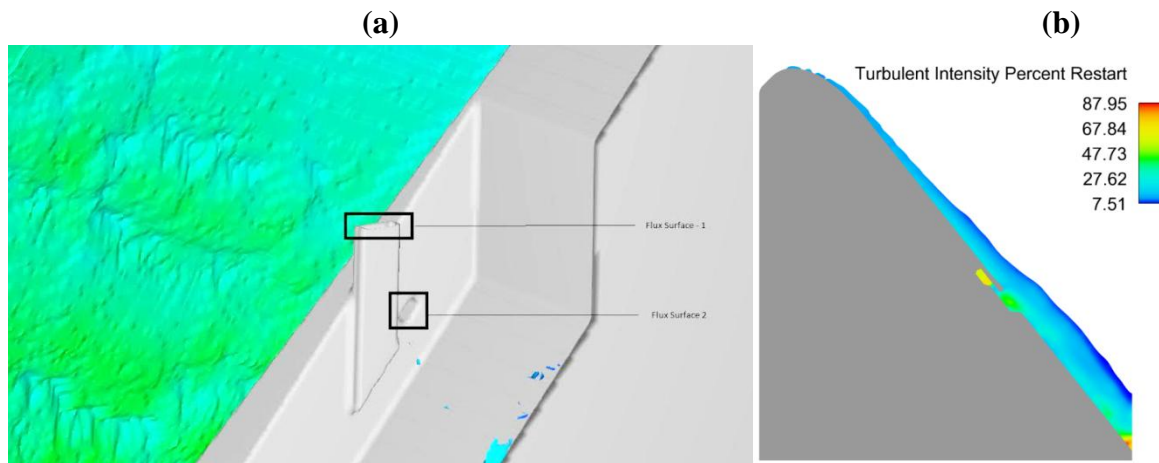 (a)
(b)
Turbulent Intensity Percent Restart
87.95
67.84
47.73
27.62
7.51
Flux Surface - 1
Flux Surface 2